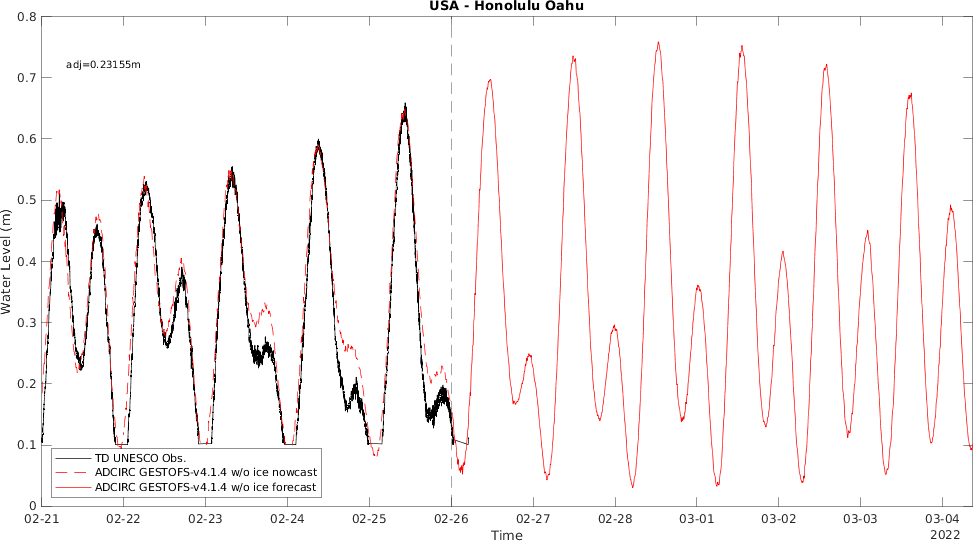 USA - Honolulu Oahu
adj=0.23155m
Water Level (m)
0.8
0.7
0.6
0.5
0.4
0.3
0.2
0.1
0
TD UNESCO Obs.
ADCIRC GESTOFS-v4.1.4 w/o ice nowcast
ADCIRC GESTOFS-v4.1.4 w/o ice forecast
02-21 02-22 02-23 02-24 02-25 02-26 02-27 02-28 03-01 03-02 03-03 03-04
2022
Time